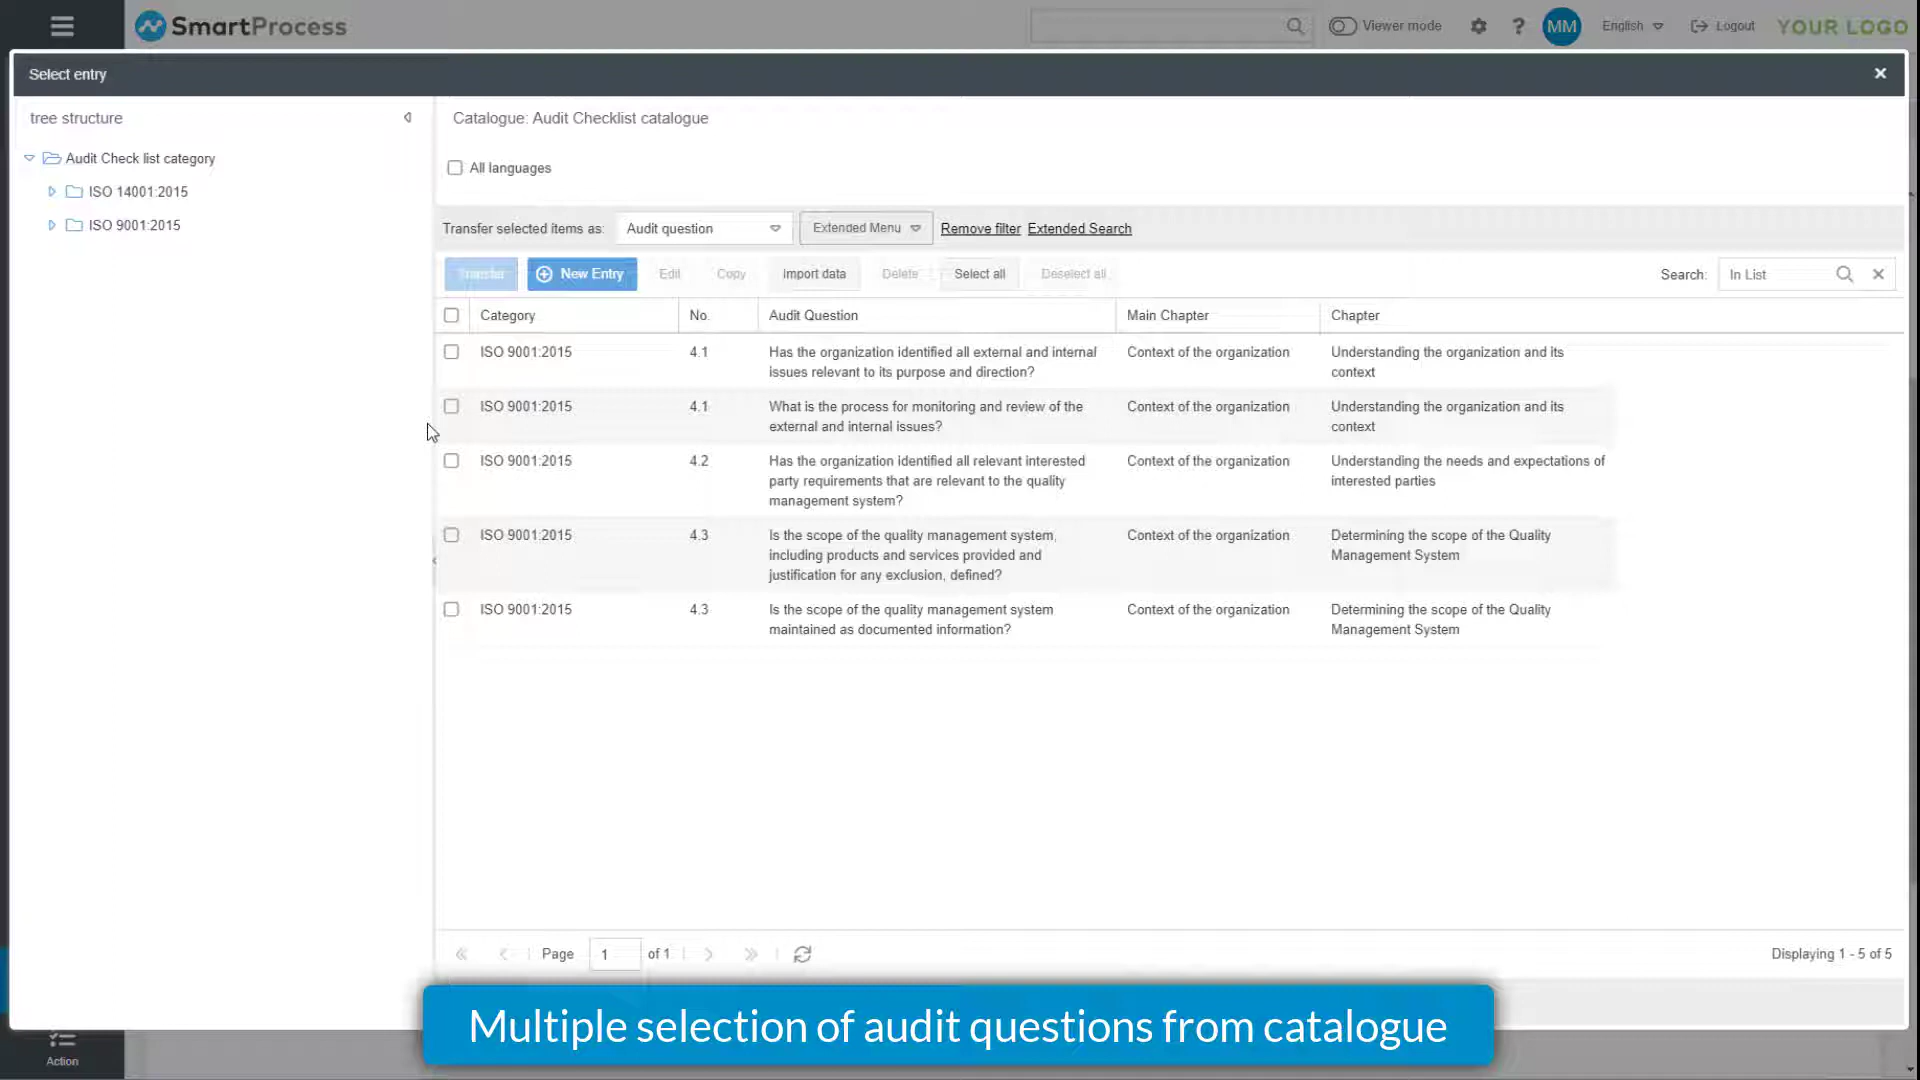 SmartProcess
Viewer mode
?
MM
English
Logout
YOUR LOGO
Select entry
tree structure
Audit Check list category
ISO 14001:2015
ISO 9001:2015
Catalogue: Audit Checklist catalogue
All languages
Transfer selected items as:
Audit question
Extended Menu
Remove filter
Extended Search
Transfer
New Entry
Edit
Copy
Import data
Delete
Select all
Deselect all
Search:
In List
Category
No.
Audit Question
Main Chapter
Chapter
ISO 9001:2015
4.1
Has the organization identified all external and internal
issues relevant to its purpose and direction?
Context of the organization
Understanding the organization and its
context
ISO 9001:2015
4.1
What is the process for monitoring and review of the
external and internal issues?
Context of the organization
Understanding the organization and its
context
ISO 9001:2015
4.2
Has the organization identified all relevant interested
party requirements that are relevant to the quality
management system?
Context of the organization
Understanding the needs and expectations of
interested parties
ISO 9001:2015
4.3
Is the scope of the quality management system,
including products and services provided and
justification for any exclusion, defined?
Context of the organization
Determining the scope of the Quality
Management System
ISO 9001:2015
4.3
Is the scope of the quality management system
maintained as documented information?
Context of the organization
Determining the scope of the Quality
Management System
Page
1
of 1
Displaying 1 - 5 of 5
Multiple selection of audit questions from catalogue
Action